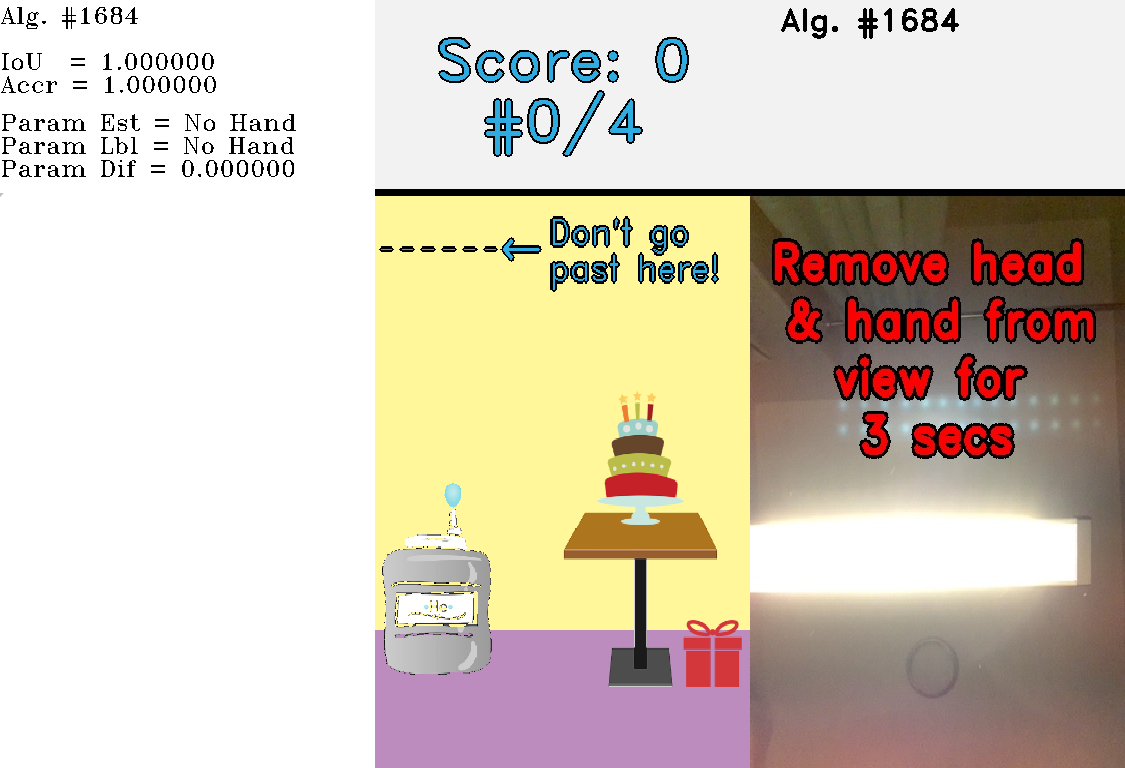 Alg. #1684
IoU = 1.000000
Accr = 1.000000
Param Est = No Hand
Param Lbl = No Hand
Param Dif = 0.000000
Score: 0
#0/4
Alg. #1684
Don't go
past here!
Remove head
& hand from
view for
3 secs